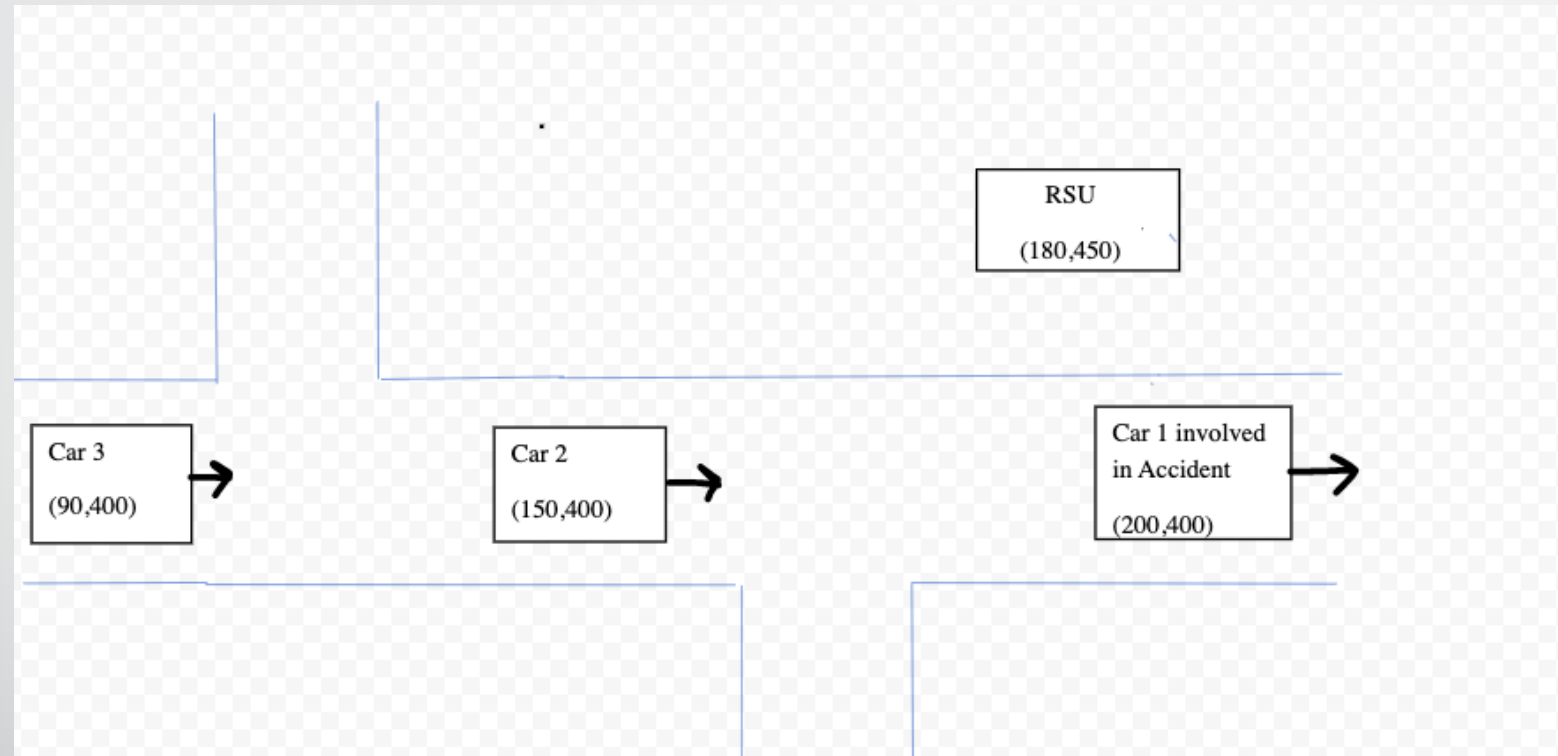 RSU
(180,450)
Car 3
(90,400)
Car 2
(150,400)
Car 1 involved
in Accident
(200,400)